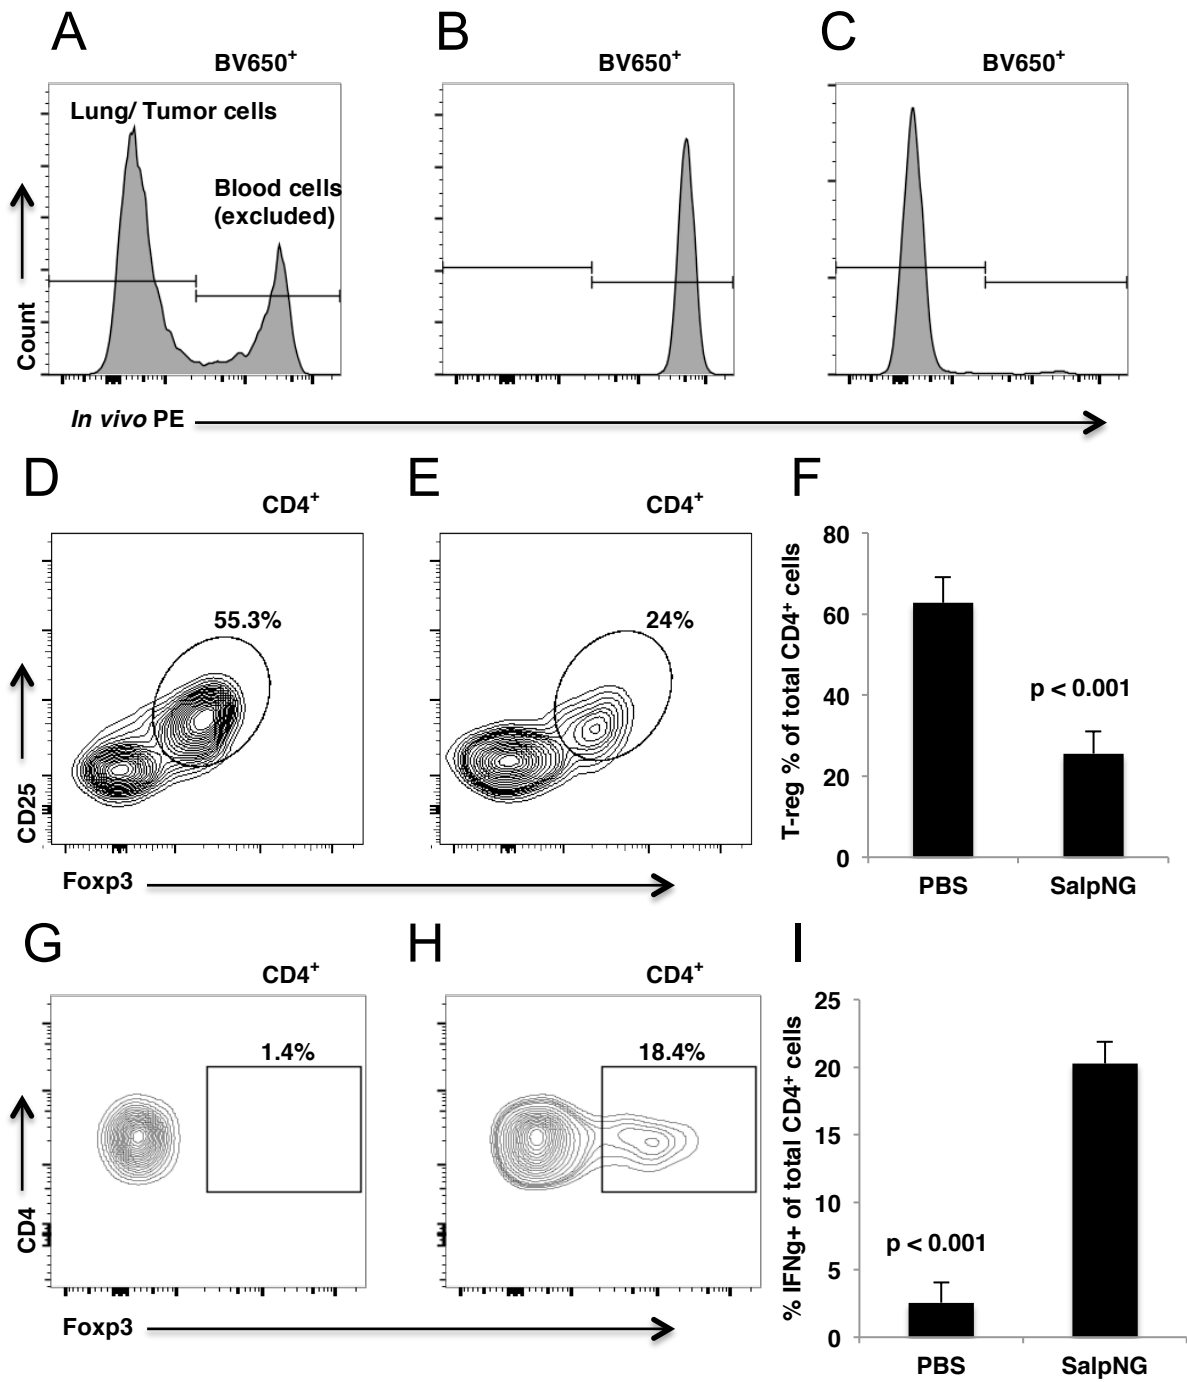 A
B
C
BV650+
BV650+
BV650+
Lung/ Tumor cells
Blood cells
(excluded)
Count
In vivo PE
D
E
F
CD4+
CD4+
55.3%
24%
CD25
Foxp3
T-reg % of total CD4+ cells
80
60
40
20
0
p < 0.001
PBS
SalpNG
G
H
I
CD4+
CD4+
1.4%
18.4%
CD4
Foxp3
% IFNg+ of total CD4+ cells
25
20
15
10
5
0
p < 0.001
PBS
SalpNG